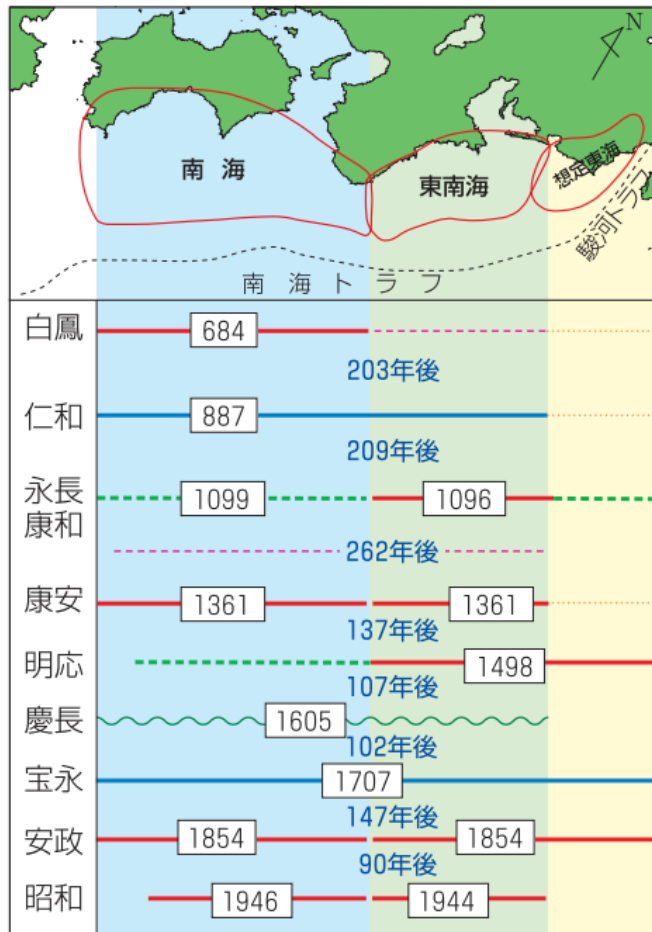 N
南海
東南海
想定東海
駿河トラフ
南海トラフ
白鳳
684
203年後
仁和
887
209年後
永長
康和
1099
1096
262年後
康安
1361
1361
137年後
明応
1498
107年後
慶長
1605
102年後
宝永
1707
147年後
安政
1854
1854
90年後
昭和
1946
1944